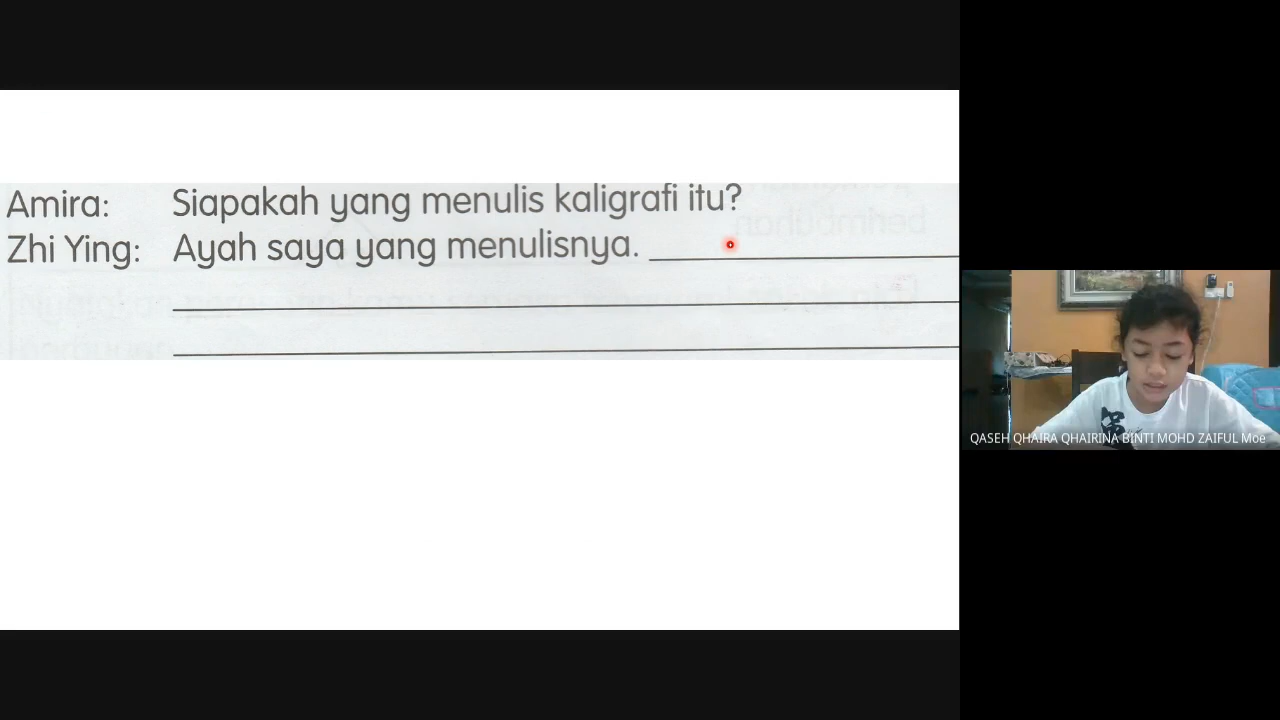 Amira: Siapakah yang menulis kaligrafi itu?
Zhi Ying: Ayah saya yang menulisnya.
QASEH QHAIRA QHAIRINA BINTI MOHD ZAIFUL Moe